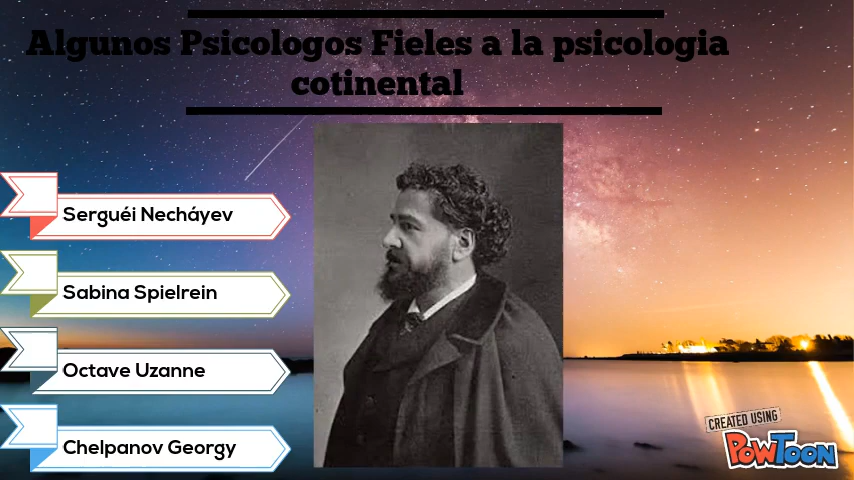 Algunos Psicologos Fieles a la psicologia
cotinental
Serguéi Necháyev
Sabina Spielrein
Octave Uzanne
Chelpanov Georgy
CREATED USING
POWTOON